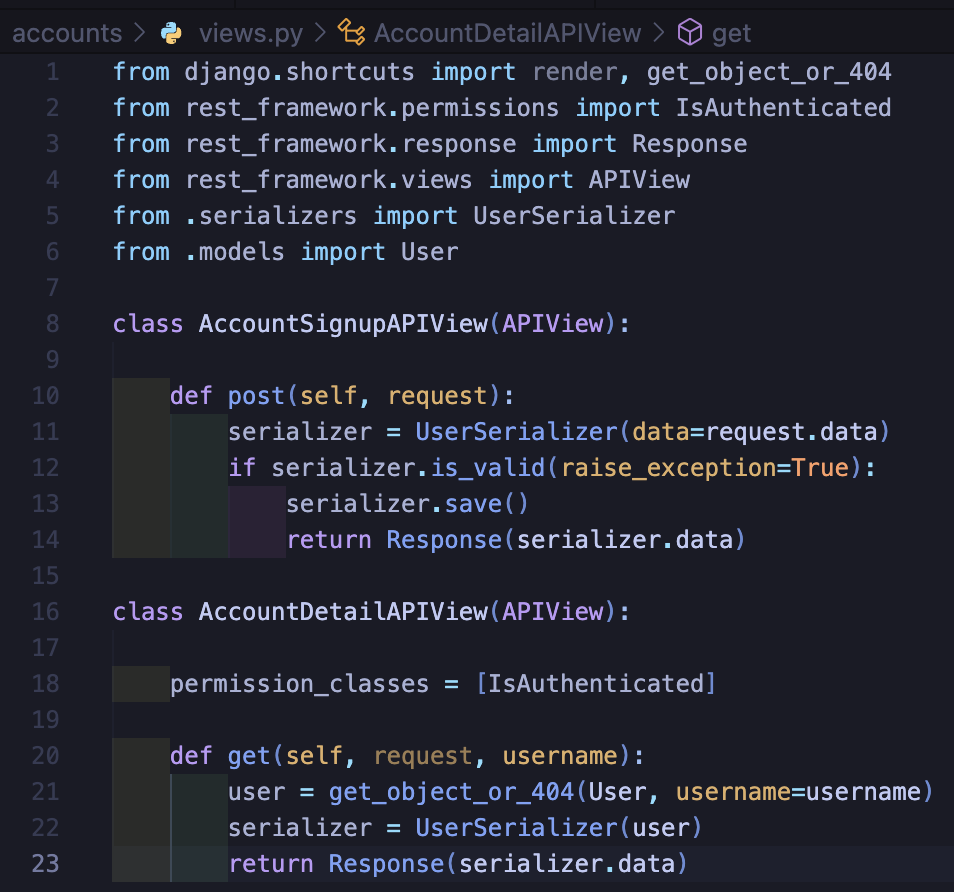 accounts > views.py > AccountDetailAPIView > get
1 from django.shortcuts import render, get_object_or_404
2 from rest_framework.permissions import IsAuthenticated
3 from rest_framework.response import Response
4 from rest_framework.views import APIView
5 from .serializers import UserSerializer
6 from .models import User
7
8 class AccountSignupAPIView(APIView):
9
10     def post(self, request):
11         serializer = UserSerializer(data=request.data)
12         if serializer.is_valid(raise_exception=True):
13             serializer.save()
14             return Response(serializer.data)
15
16 class AccountDetailAPIView(APIView):
17
18     permission_classes = [IsAuthenticated]
19
20     def get(self, request, username):
21         user = get_object_or_404(User, username=username)
22         serializer = UserSerializer(user)
23         return Response(serializer.data)